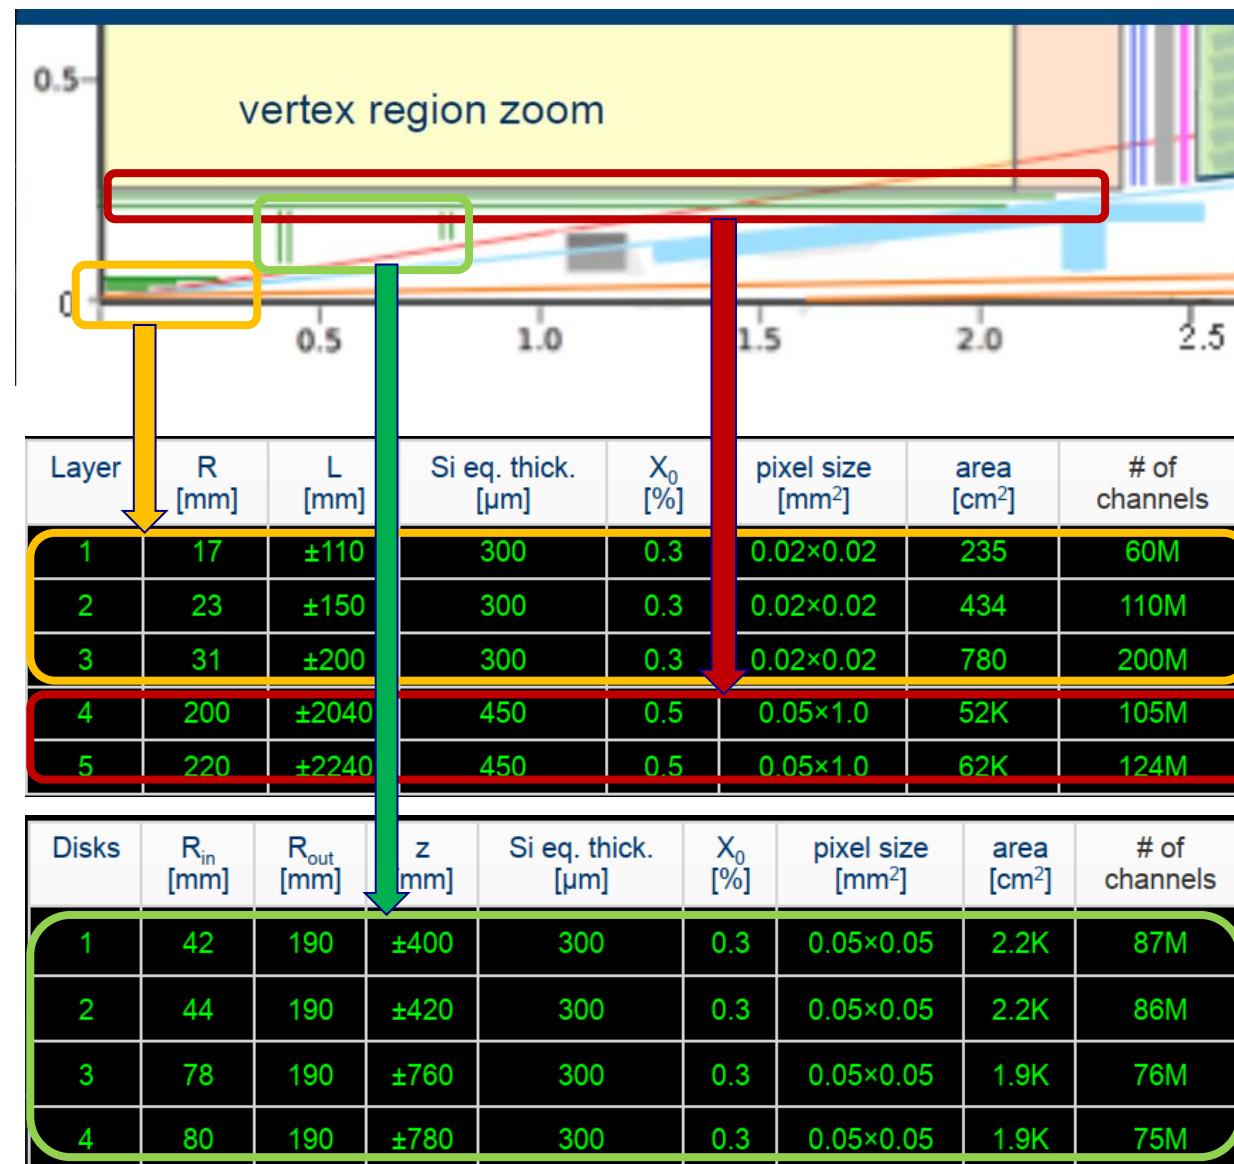 0.5
vertex region zoom
0
0.5 1.0 1.5 2.0 2.5
Layer R L Si eq. thick. X0 pixel size area # of
[mm] [mm] [µm] [%] [mm²] [cm²] channels
1 17 ±110 300 0.3 0.02×0.02 235 60M
2 23 ±150 300 0.3 0.02×0.02 434 110M
3 31 ±200 300 0.3 0.02×0.02 780 200M
4 200 ±2040 450 0.5 0.05×1.0 52K 105M
5 220 ±2240 450 0.5 0.05×1.0 62K 124M
Disks Rin Rout z Si eq. thick. X0 pixel size area # of
[mm] [mm] mm] [µm] [%] [mm²] [cm²] channels
1 42 190 ±400 300 0.3 0.05×0.05 2.2K 87M
2 44 190 ±420 300 0.3 0.05×0.05 2.2K 86M
3 78 190 ±760 300 0.3 0.05×0.05 1.9K 76M
4 80 190 ±780 300 0.3 0.05×0.05 1.9K 75M